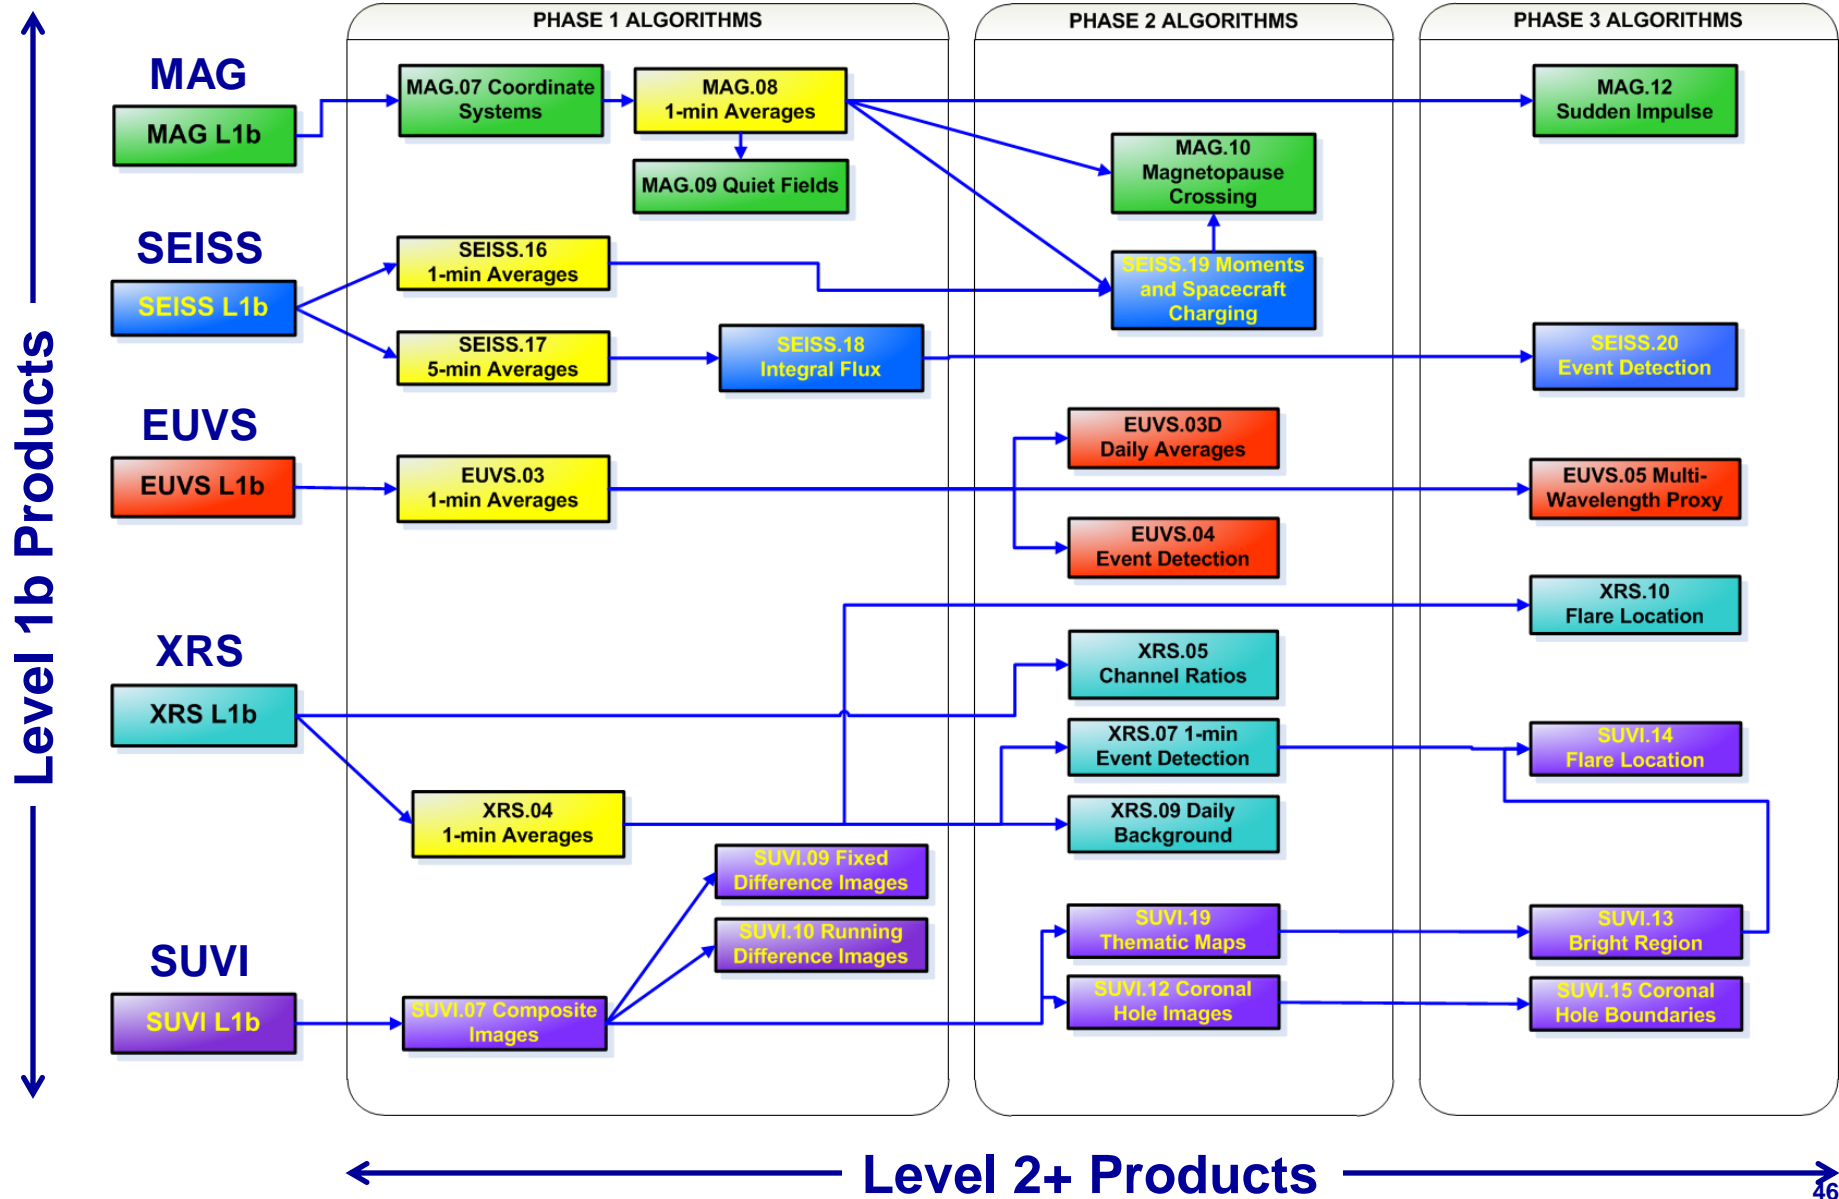 PHASE 1 ALGORITHMS
PHASE 2 ALGORITHMS
PHASE 3 ALGORITHMS
Level 1b Products
MAG
MAG L1b
MAG.07 Coordinate
Systems
MAG.08
1-min Averages
MAG.09 Quiet Fields
MAG.10
Magnetopause
Crossing
MAG.12
Sudden Impulse
SEISS
SEISS L1b
SEISS.16
1-min Averages
SEISS.17
5-min Averages
SEISS.18
Integral Flux
SEISS.19 Moments
and Spacecraft
Charging
SEISS.20
Event Detection
EUVS
EUVS L1b
EUVS.03
1-min Averages
EUVS.03D
Daily Averages
EUVS.04
Event Detection
EUVS.05 Multi-
Wavelength Proxy
XRS
XRS L1b
XRS.04
1-min Averages
XRS.05
Channel Ratios
XRS.07 1-min
Event Detection
XRS.09 Daily
Background
XRS.10
Flare Location
SUVI.14
Flare Location
SUVI
SUVI L1b
SUVI.07 Composite
Images
SUVI.09 Fixed
Difference Images
SUVI.10 Running
Difference Images
SUVI.19
Thematic Maps
SUVI.12 Coronal
Hole Images
SUVI.13
Bright Region
SUVI.15 Coronal
Hole Boundaries
Level 2+ Products
46